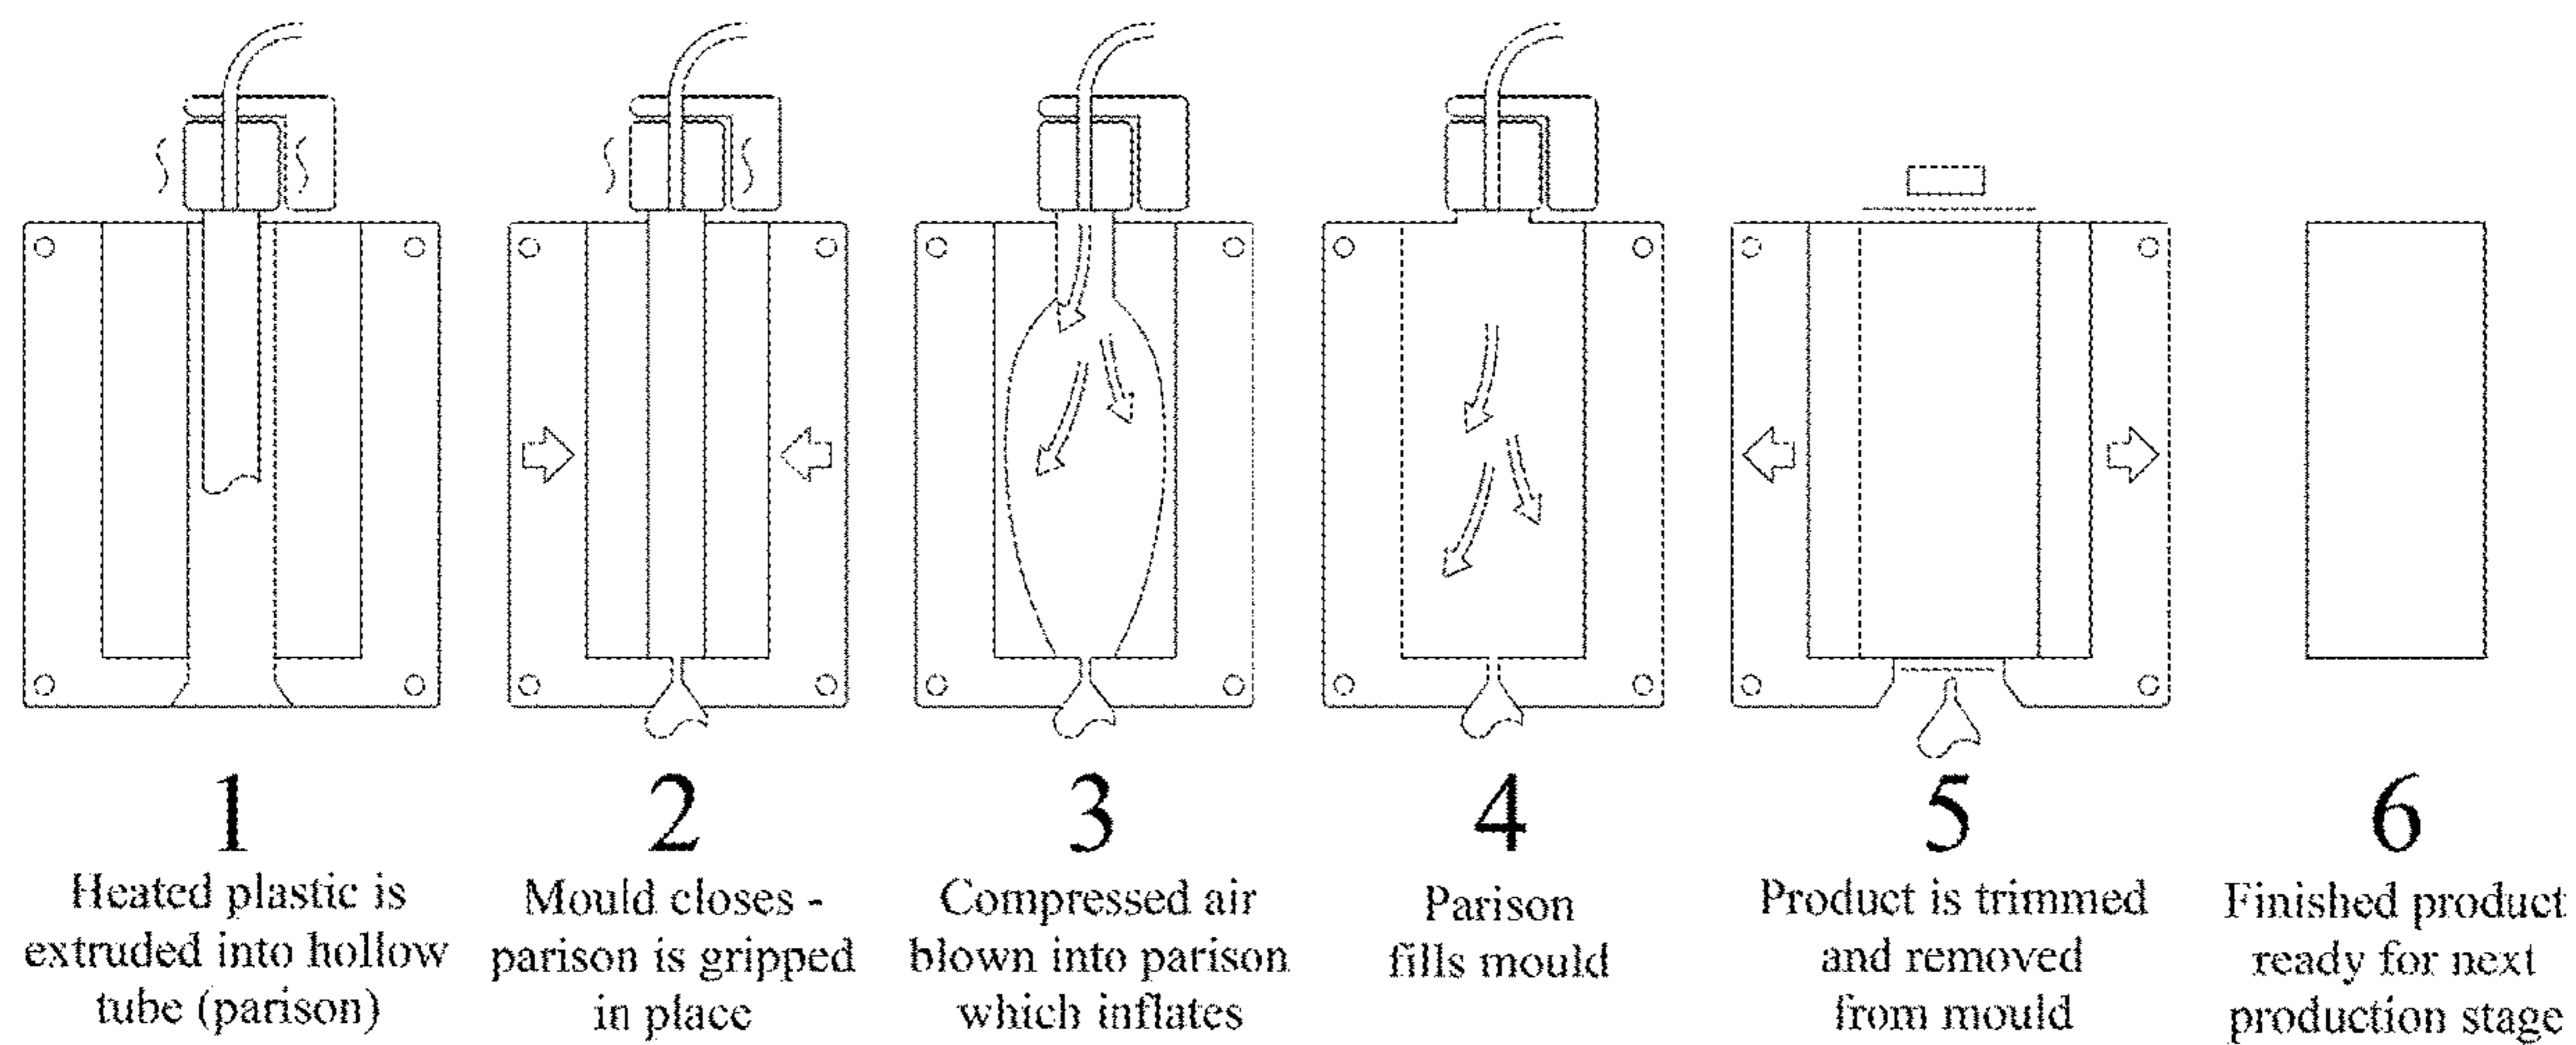 1
Heated plastic is
extruded into hollow
tube (parison)
2
Mould closes -
parison is gripped
in place
3
Compressed air
blown into parison
which inflates
4
Parison
fills mould
5
Product is trimmed
and removed
from mould
6
Finished product
ready for next
production stage